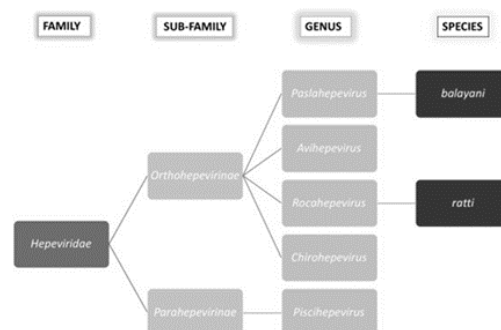 FAMILY
SUB-FAMILY
GENUS
SPECIES
Paslahepevirus
balayani
Avihepevirus
Orthohepevirinae
Rocahepevirus
ratti
Hepeviridae
Chirohepevirus
Parahepevirinae
Piscihepevirus